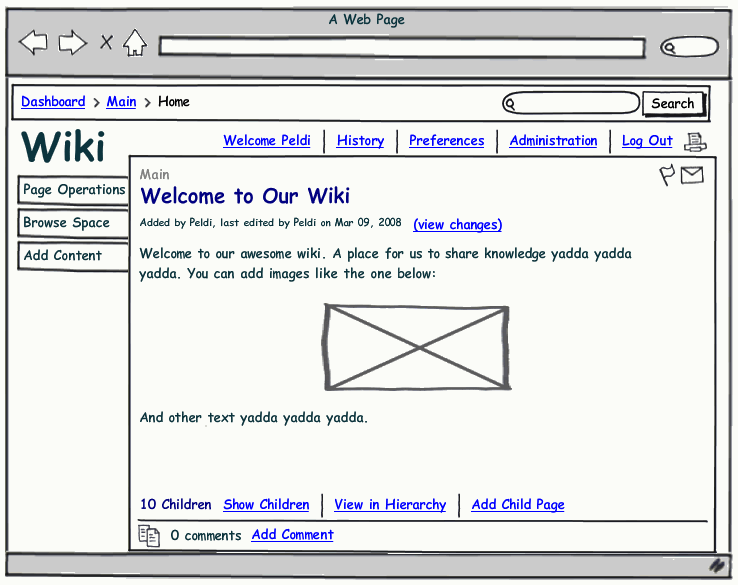 A Web Page
Dashboard > Main > Home
Search
Wiki
Welcome Peldi | History | Preferences | Administration | Log Out
Page Operations
Browse Space
Add Content
Main
Welcome to Our Wiki
Added by Peldi, last edited by Peldi on Mar 09, 2008 (view changes)
Welcome to our awesome wiki. A place for us to share knowledge yadda yadda
yadda. You can add images like the one below:
And other text yadda yadda yadda.
10 Children Show Children | View in Hierarchy | Add Child Page
0 comments Add Comment